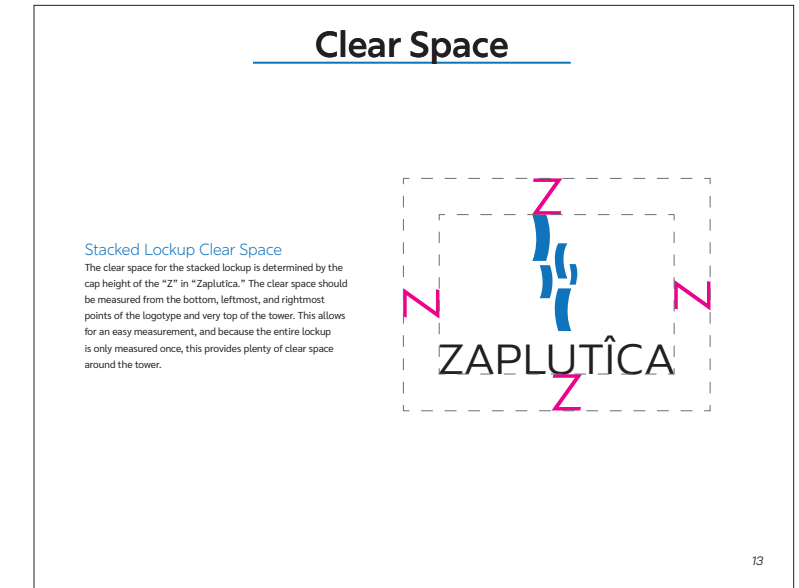 Clear Space
Stacked Lockup Clear Space
The clear space for the stacked lockup is determined by the
cap height of the “Z” in “Zaplutica.” The clear space should
be measured from the bottom, leftmost, and rightmost
points of the logotype and very top of the tower. This allows
for an easy measurement, and because the entire lockup
is only measured once, this provides plenty of clear space
around the tower.
Z
Z
Z
ZAPLUTÎCA
Z
13